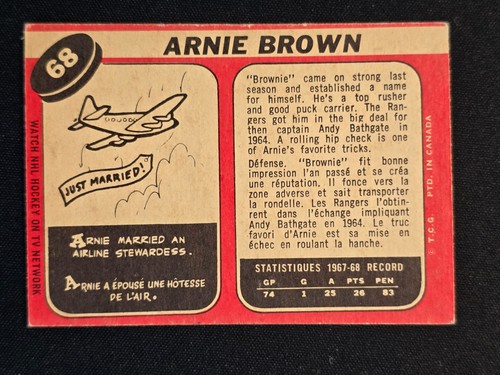 68
ARNIE BROWN
WATCH NHL HOCKEY ON TV NETWORK
JUST MARRIED!
ARNIE MARRIED AN
AIRLINE STEWARDESS.
ARNIE A ÉPOUSÉ UNE HÔTESSE
DE L'AIR.
"Brownie" came on strong last
season and established a name
for himself. He's a top rusher
and good puck carrier. The Ran-
gers got him in the big deal for
then captain Andy Bathgate in
1964. A rolling hip check is one
of Arnie's favorite tricks.
Défense. "Brownie" fit bonne
impression l'an passé et se créa
une réputation. Il fonce vers la
zone adverse et sait transporter
la rondelle. Les Rangers l'obtin-
rent dans l'échange impliquant
Andy Bathgate en 1964. Le truc
favori d'Arnie est sa mise en
échec en roulant la hanche.
STATISTIQUES 1967-68 RECORD
GP G A PTS PEN
74 1 25 26 83
T.C.G. PTD. IN CANADA